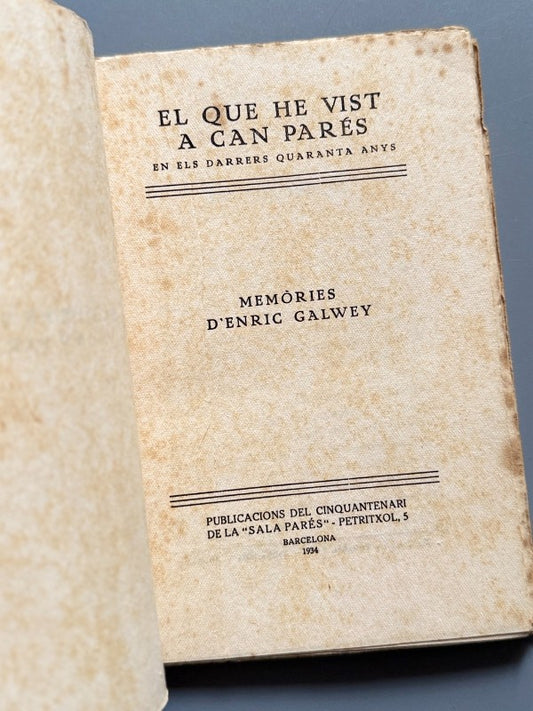 EL QUE HE VIST
A CAN PARÉS
EN ELS DARRERS QUARANTA ANYS
MEMÒRIES
D'ENRIC GALWEY
PUBLICACIONS DEL CINQUANTENARI
DE LA "SALA PARÉS" - PETRITXOL, 5
BARCELONA
1934